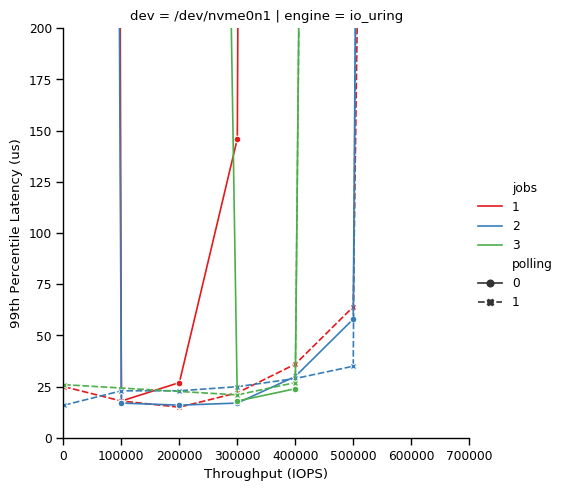 dev = /dev/nvme0n1 | engine = io_uring
200
175
150
125
100
75
50
25
0
99th Percentile Latency (us)
0 100000 200000 300000 400000 500000 600000 700000
Throughput (IOPS)
jobs
1
2
3
polling
0
1